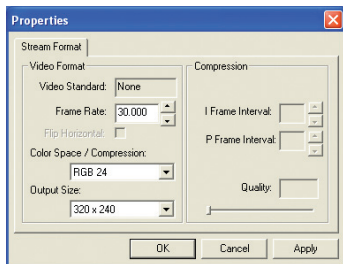 Properties
Stream Format
Video Format
Video Standard: None
Frame Rate: 30.000
Flip Horizontal:
Color Space / Compression:
RGB 24
Output Size:
320 x 240
Compression
I Frame Interval:
P Frame Interval:
Quality:
OK Cancel Apply